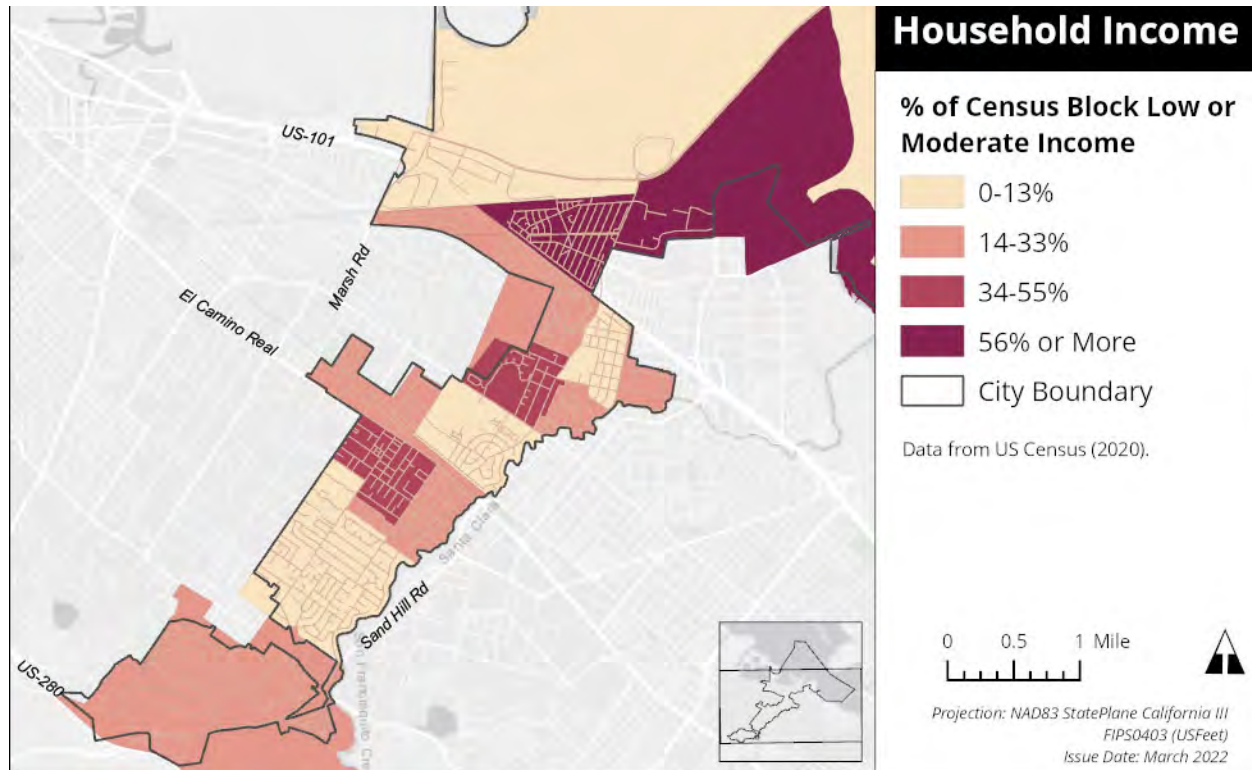 Household Income
% of Census Block Low or
Moderate Income
0-13%
14-33%
34-55%
56% or More
City Boundary
Data from US Census (2020).
0 0.5 1 Mile
Projection: NAD83 StatePlane California III
FIPS0403 (USFeet)
Issue Date: March 2022
US-101
Marsh Rd
El Camino Real
Santa Clara
Sand Hill Rd
US-280